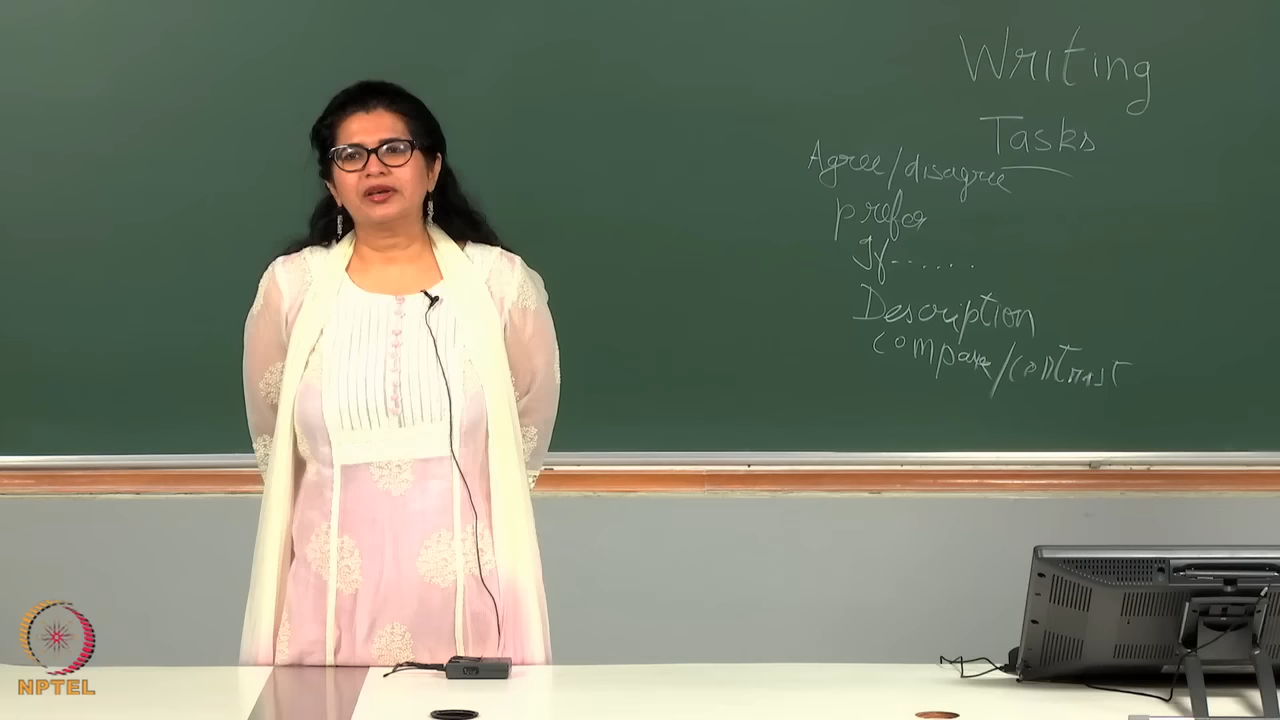 Writing
Tasks
Agree/disagree
prefer
If.......
Description
compare/contrast
NPTEL